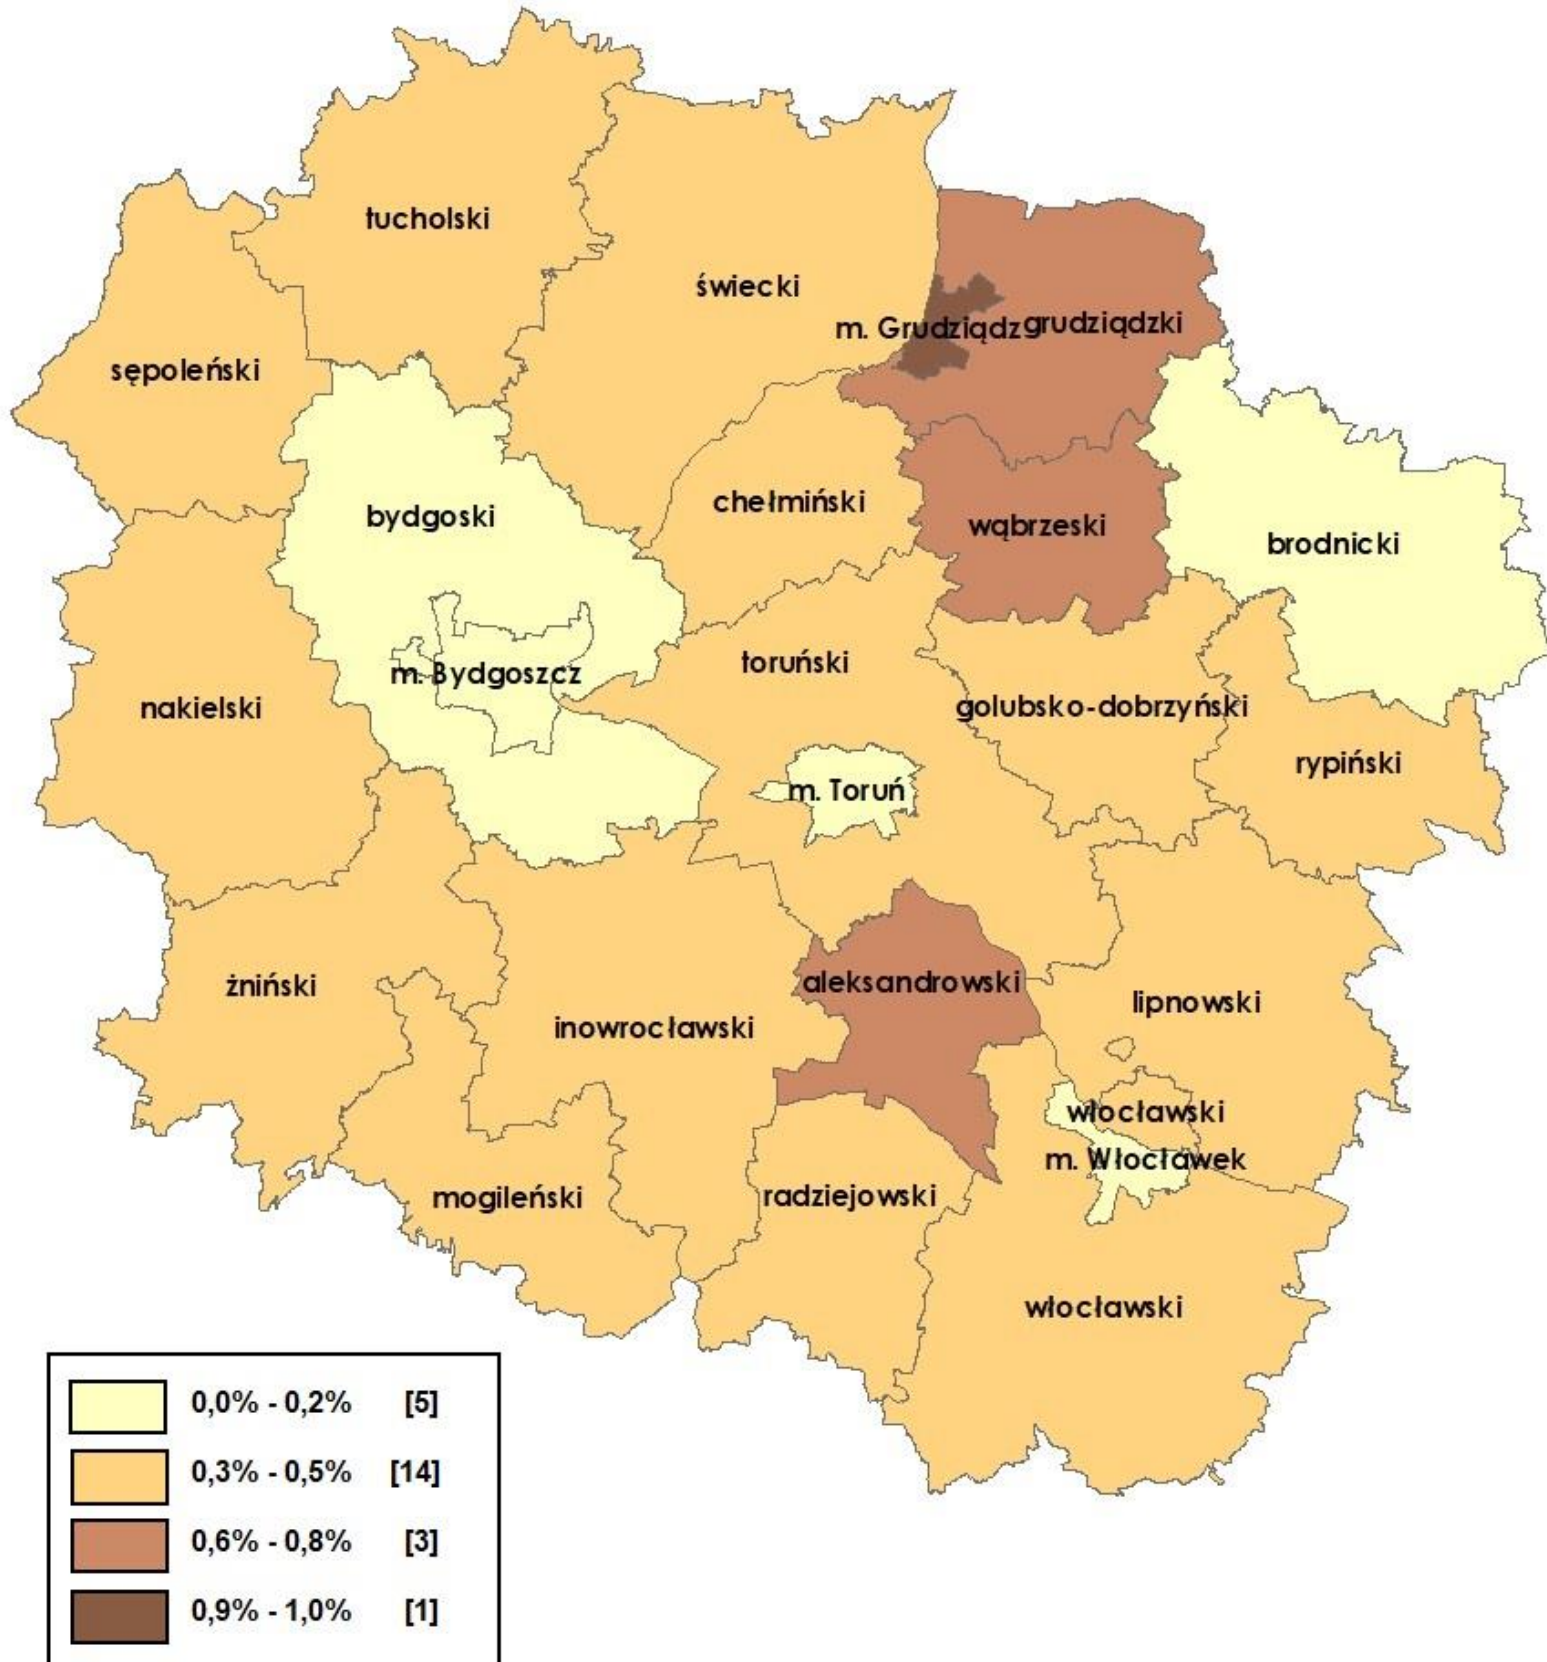 tucholski
świecki
m. Grudziądz
grudziądzki
sępoleński
chełmiński
bydgoski
wąbrzeski
brodnicki
toruński
m. Bydgoszcz
nakielski
golubsko-dobrzyński
rypiński
m. Toruń
żniński
aleksandrowski
lipnowski
inowrocławski
włocławski
m. Włocławek
mogileński
radziejowski
włocławski
0,0% - 0,2% [5]
0,3% - 0,5% [14]
0,6% - 0,8% [3]
0,9% - 1,0% [1]